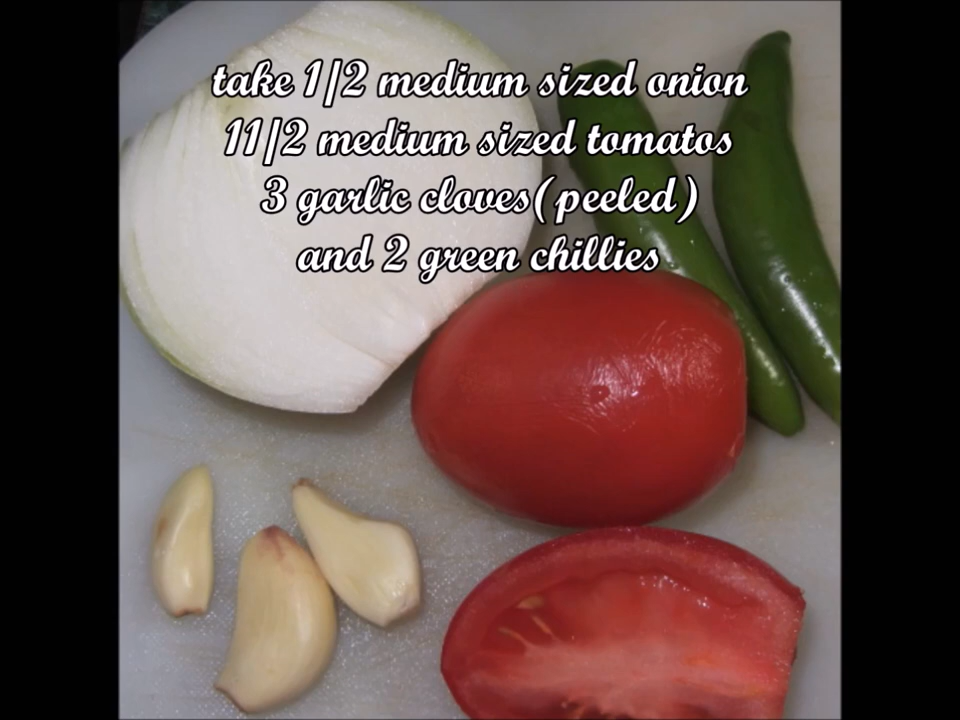 take 1/2 medium sized onion
11/2 medium sized tomatos
3 garlic cloves(peeled)
and 2 green chillies